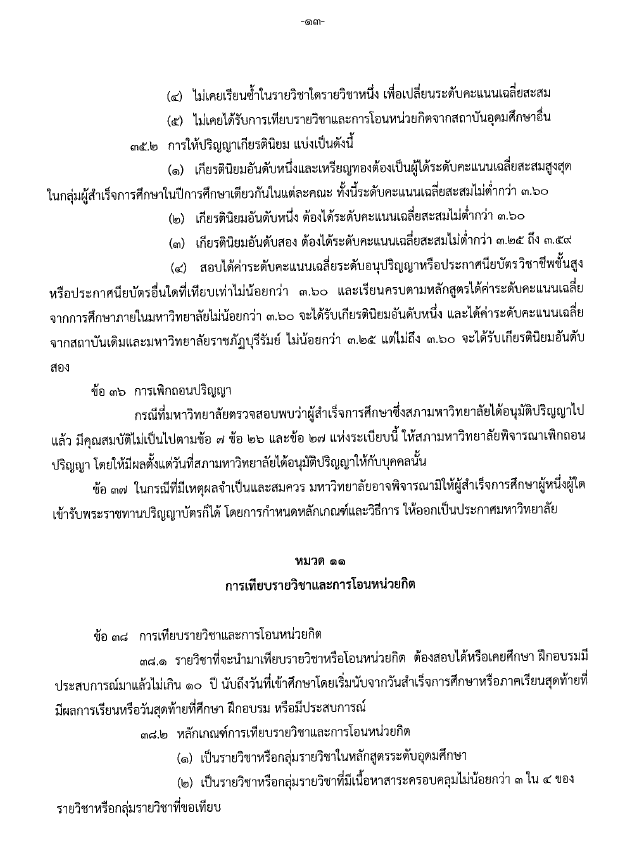 -๑๓-
(๔) ไม่เคยเรียนซ้ำในรายวิชาใดรายวิชาหนึ่ง เพื่อเปลี่ยนระดับคะแนนเฉลี่ยสะสม
(๕) ไม่เคยได้รับการเทียบรายวิชาและการโอนหน่วยกิตจากสถาบันอุดมศึกษาอื่น
๓๕.๒ การให้ปริญญาเกียรตินิยม แบ่งเป็นดังนี้
(๑) เกียรตินิยมอันดับหนึ่งและเหรียญทองต้องเป็นผู้ได้ระดับคะแนนเฉลี่ยสะสมสูงสุด
ในกลุ่มผู้สำเร็จการศึกษาในปีการศึกษาเดียวกันในแต่ละคณะ ทั้งนี้ระดับคะแนนเฉลี่ยสะสมไม่ต่ำกว่า ๓.๖๐
(๒) เกียรตินิยมอันดับหนึ่ง ต้องได้ระดับคะแนนเฉลี่ยสะสมไม่ต่ำกว่า ๓.๖๐
(๓) เกียรตินิยมอันดับสอง ต้องได้ระดับคะแนนเฉลี่ยสะสมไม่ต่ำกว่า ๓.๒๕ ถึง ๓.๕๙
(๔) สอบได้ค่าระดับคะแนนเฉลี่ยระดับอนุปริญญาหรือประกาศนียบัตรวิชาชีพชั้นสูง
หรือประกาศนียบัตรอื่นใดที่เทียบเท่าไม่น้อยกว่า ๓.๖๐ และเรียนครบตามหลักสูตรได้ค่าระดับคะแนนเฉลี่ย
จากการศึกษาภายในมหาวิทยาลัยไม่น้อยกว่า ๓.๖๐ จะได้รับเกียรตินิยมอันดับหนึ่ง และได้ค่าระดับคะแนนเฉลี่ย
จากสถาบันเดิมและมหาวิทยาลัยราชภัฏบุรีรัมย์ ไม่น้อยกว่า ๓.๒๕ แต่ไม่ถึง ๓.๖๐ จะได้รับเกียรตินิยมอันดับ
สอง
ข้อ ๓๖ การเพิกถอนปริญญา
กรณีที่มหาวิทยาลัยตรวจสอบพบว่าผู้สำเร็จการศึกษาซึ่งสภามหาวิทยาลัยได้อนุมัติปริญญาไป
แล้ว มีคุณสมบัติไม่เป็นไปตามข้อ ๗ ข้อ ๒๖ และข้อ ๒๗ แห่งระเบียบนี้ ให้สภามหาวิทยาลัยพิจารณาเพิกถอน
ปริญญา โดยให้มีผลตั้งแต่วันที่สภามหาวิทยาลัยได้อนุมัติปริญญาให้กับบุคคลนั้น
ข้อ ๓๗ ในกรณีที่มีเหตุผลจำเป็นและสมควร มหาวิทยาลัยอาจพิจารณามิให้ผู้สำเร็จการศึกษาผู้หนึ่งผู้ใด
เข้ารับพระราชทานปริญญาบัตรก็ได้ โดยการกำหนดหลักเกณฑ์และวิธีการ ให้ออกเป็นประกาศมหาวิทยาลัย
หมวด ๑๑
การเทียบรายวิชาและการโอนหน่วยกิต
ข้อ ๓๘ การเทียบรายวิชาและการโอนหน่วยกิต
๓๘.๑ รายวิชาที่จะนำมาเทียบรายวิชาหรือโอนหน่วยกิต ต้องสอบได้หรือเคยศึกษา ฝึกอบรมมี
ประสบการณ์มาแล้วไม่เกิน ๑๐ ปี นับถึงวันที่เข้าศึกษาโดยเริ่มนับจากวันสำเร็จการศึกษาหรือภาคเรียนสุดท้ายที่
มีผลการเรียนหรือวันสุดท้ายที่ศึกษา ฝึกอบรม หรือมีประสบการณ์
๓๘.๒ หลักเกณฑ์การเทียบรายวิชาและการโอนหน่วยกิต
(๑) เป็นรายวิชาหรือกลุ่มรายวิชาในหลักสูตรระดับอุดมศึกษา
(๒) เป็นรายวิชาหรือกลุ่มรายวิชาที่มีเนื้อหาสาระครอบคลุมไม่น้อยกว่า ๓ ใน ๔ ของ
รายวิชาหรือกลุ่มรายวิชาที่ขอเทียบ